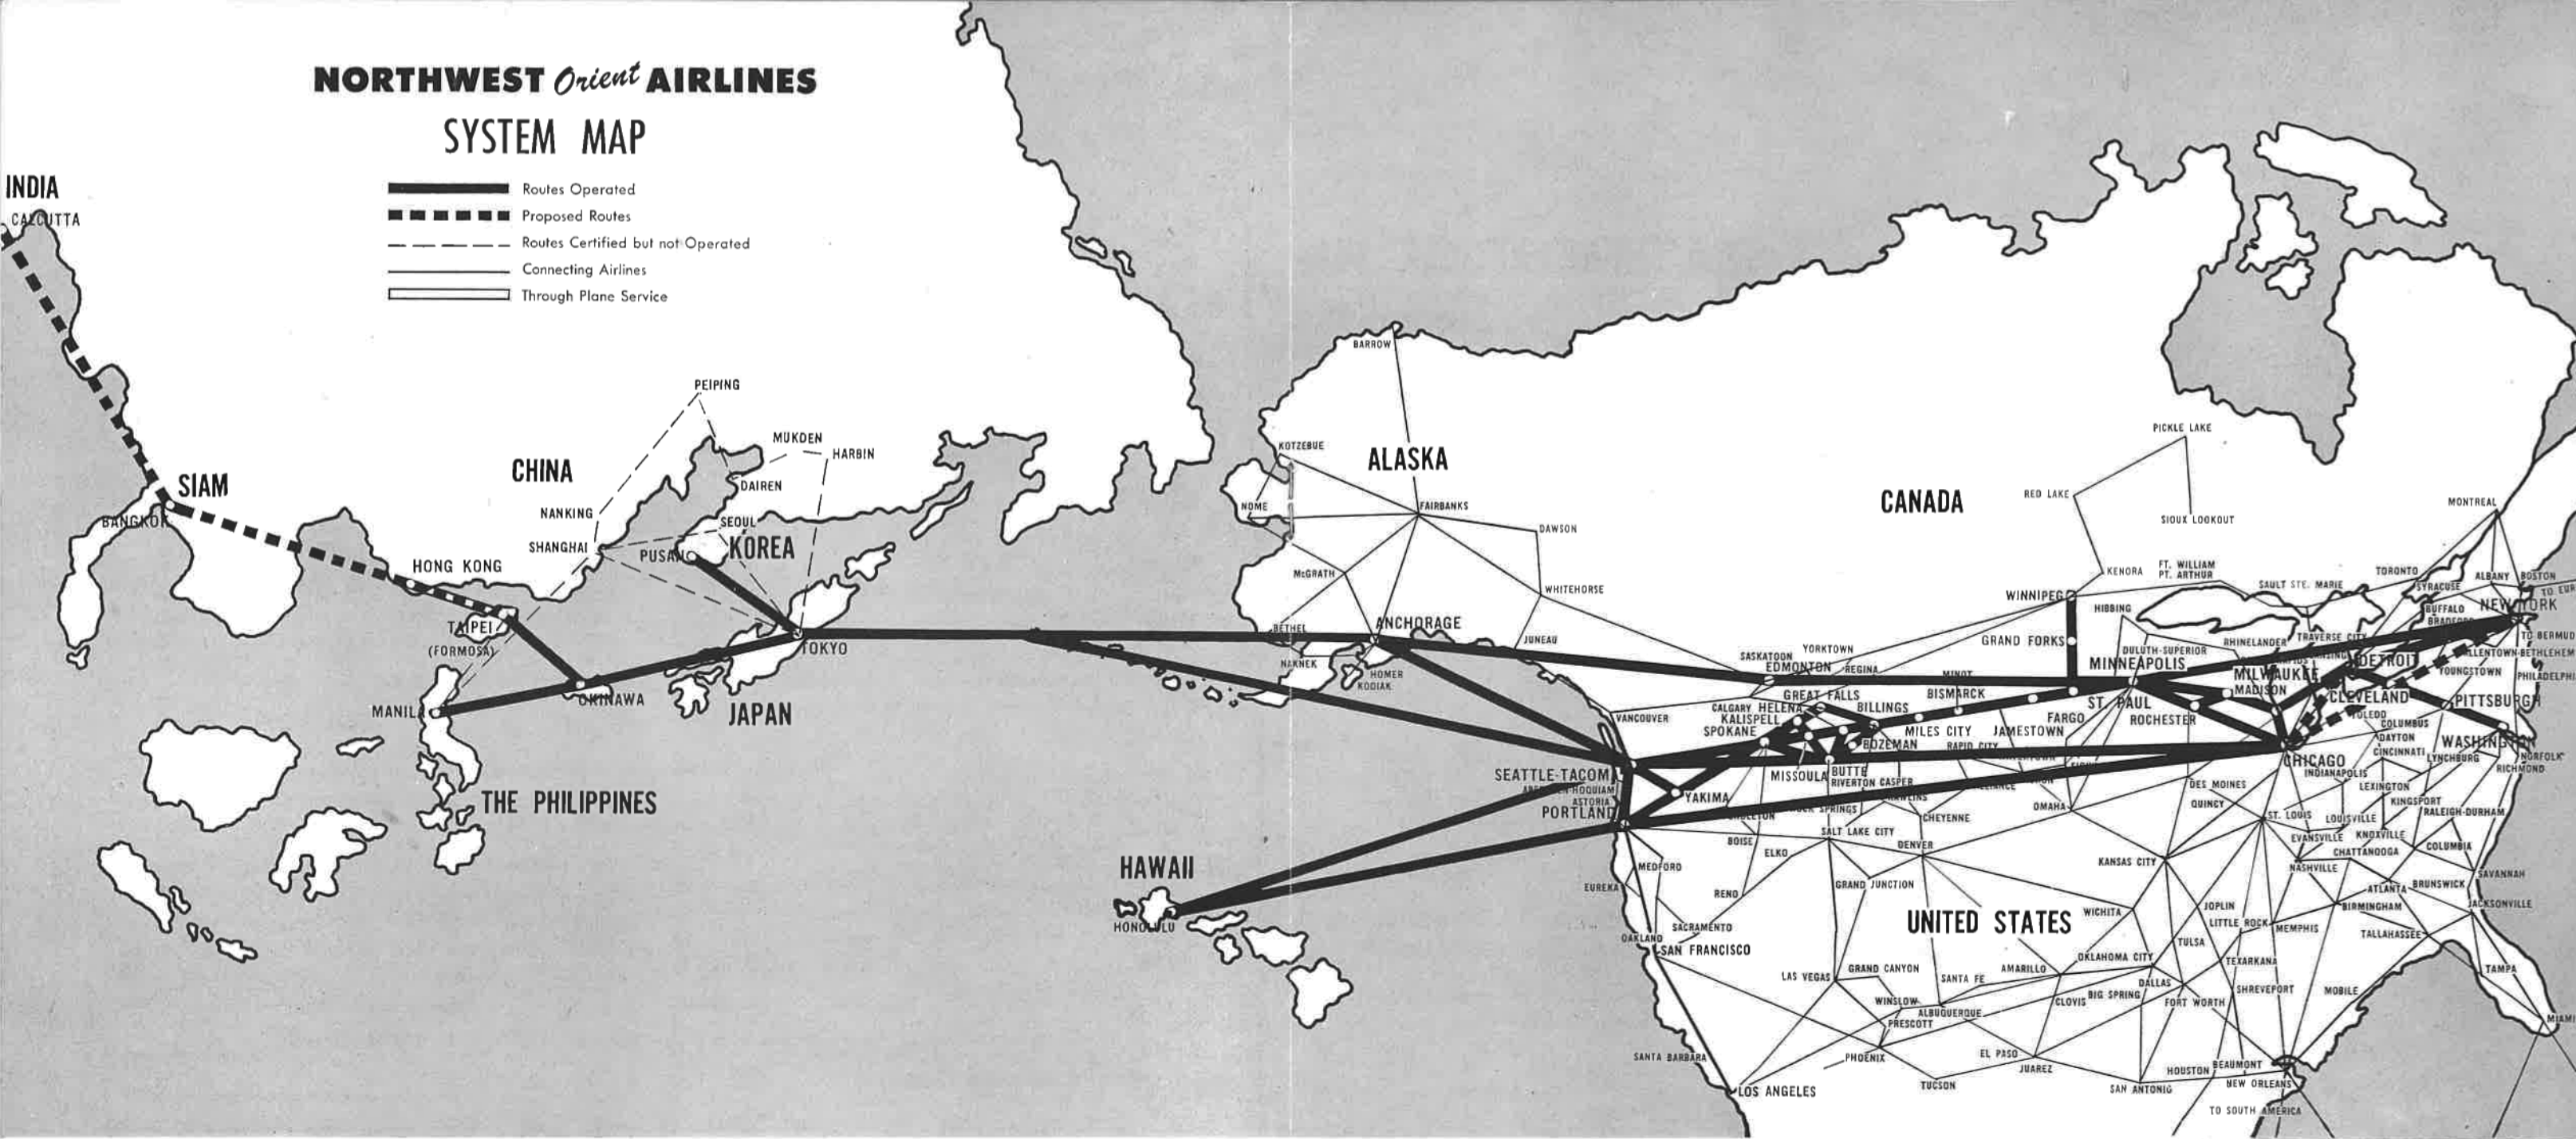 NORTHWEST Orient AIRLINES
SYSTEM MAP
Routes Operated
Proposed Routes
Routes Certified but not Operated
Connecting Airlines
Through Plane Service
INDIA
CALCUTTA
SIAM
BANGKOK
CHINA
PEIPING
MUKDEN
HARBIN
DAIREN
NANKING
SHANGHAI
SEOUL
PUSAN
KOREA
HONG KONG
TAIPEI
(FORMOSA)
TOKYO
OKINAWA
MANILA
JAPAN
THE PHILIPPINES
HAWAII
HONOLULU
BARROW
KOTZEBUE
ALASKA
NOME
FAIRBANKS
DAWSON
McGRATH
WHITEHORSE
BETHEL
ANCHORAGE
JUNEAU
NAKNEK
HOMER
KODIAK
CANADA
PICKLE LAKE
RED LAKE
SIOUX LOOKOUT
MONTREAL
KENORA
FT. WILLIAM
PT. ARTHUR
SAULT STE. MARIE
TORONTO
SYRACUSE
ALBANY
BOSTON
WINNIPEG
HIBBING
BUFFALO
NEW YORK
GRAND FORKS
RHINELANDER
TRAVERSE CITY
TO BERMUD
YORKTOWN
SASKATOON
EDMONTON
REGINA
MINOT
DULUTH-SUPERIOR
MINNEAPOLIS
MILWAUKEE
DETROIT
YOUNGSTOWN
PHILADELPHI
GREAT FALLS
BISMARCK
MADISON
CLEVELAND
PITTSBURGH
CALGARY
HELENA
BILLINGS
ST. PAUL
KALISPELL
FARGO
ROCHESTER
TOLEDO
COLUMBUS
VANCOUVER
SPOKANE
MILES CITY
JAMESTOWN
BOZEMAN
RAPID CITY
DAYTON
WASHINGTON
CINCINNATI
LYNCHBURG
NORFOLK
RICHMOND
CHICAGO
INDIANAPOLIS
SEATTLE-TACOMA
MISSOULA
BUTTE
RIVERTON
CASPER
DES MOINES
LEXINGTON
ASTORIA
YAKIMA
OMAHA
QUINCY
KINGSPORT
RALEIGH-DURHAM
PORTLAND
CHEYENNE
ST. LOUIS
LOUISVILLE
BOISE
SALT LAKE CITY
EVANSVILLE
KNOXVILLE
ELKO
DENVER
CHATTANOOGA
COLUMBIA
MEDFORD
KANSAS CITY
NASHVILLE
SAVANNAH
EUREKA
RENO
GRAND JUNCTION
ATLANTA
BRUNSWICK
UNITED STATES
WICHITA
JOPLIN
BIRMINGHAM
JACKSONVILLE
SACRAMENTO
LITTLE ROCK
MEMPHIS
TALLAHASSEE
OAKLAND
SAN FRANCISCO
TULSA
LAS VEGAS
GRAND CANYON
SANTA FE
AMARILLO
OKLAHOMA CITY
TEXARKANA
TAMPA
DALLAS
WINSLOW
CLOVIS
BIG SPRING
FORT WORTH
SHREVEPORT
MOBILE
ALBUQUERQUE
PRESCOTT
MIAMI
SANTA BARBARA
PHOENIX
EL PASO
JUAREZ
HOUSTON
BEAUMONT
LOS ANGELES
TUCSON
SAN ANTONIO
NEW ORLEANS
TO SOUTH AMERICA